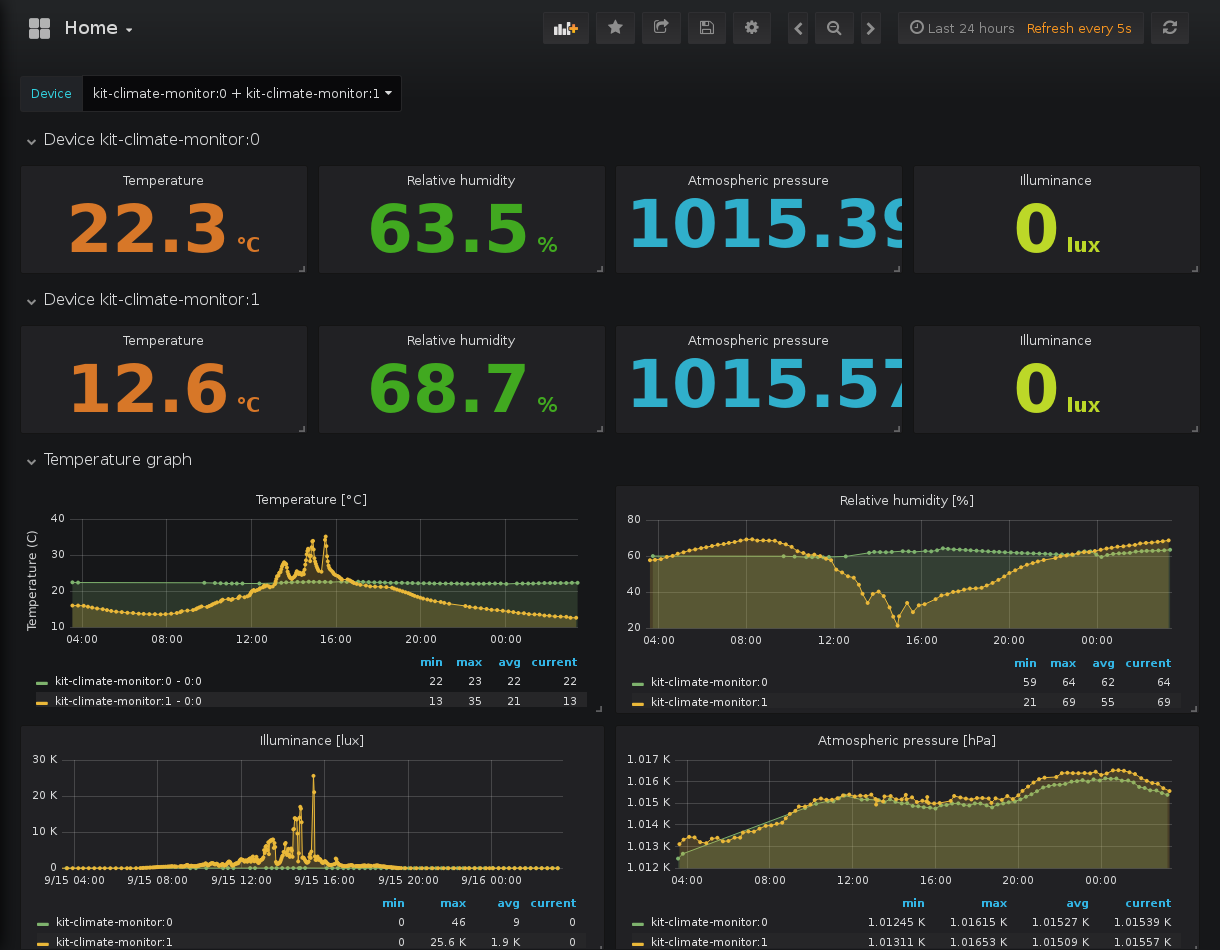 Home
Last 24 hours Refresh every 5s
Device kit-climate-monitor:0 + kit-climate-monitor:1
Device kit-climate-monitor:0
Temperature Relative humidity Atmospheric pressure Illuminance
22.3 °C 63.5 % 1015.39 0 lux
Device kit-climate-monitor:1
Temperature Relative humidity Atmospheric pressure Illuminance
12.6 °C 68.7 % 1015.57 0 lux
Temperature graph
Temperature [°C]
Temperature (C)
40
30
20
10
04:00 08:00 12:00 16:00 20:00 00:00
min max avg current
kit-climate-monitor:0 - 0:0 22 23 22 22
kit-climate-monitor:1 - 0:0 13 35 21 13
Relative humidity [%]
80
60
40
20
04:00 08:00 12:00 16:00 20:00 00:00
min max avg current
kit-climate-monitor:0 59 64 62 64
kit-climate-monitor:1 21 69 55 69
Illuminance [lux]
30 K
20 K
10 K
0
9/15 04:00 9/15 08:00 9/15 12:00 9/15 16:00 9/15 20:00 9/16 00:00
min max avg current
kit-climate-monitor:0 0 46 9 0
kit-climate-monitor:1 0 25.6 K 1.9 K 0
Atmospheric pressure [hPa]
1.017 K
1.016 K
1.015 K
1.014 K
1.013 K
1.012 K
04:00 08:00 12:00 16:00 20:00 00:00
min max avg current
kit-climate-monitor:0 1.01245 K 1.01615 K 1.01527 K 1.01539 K
kit-climate-monitor:1 1.01311 K 1.01653 K 1.01509 K 1.01557 K